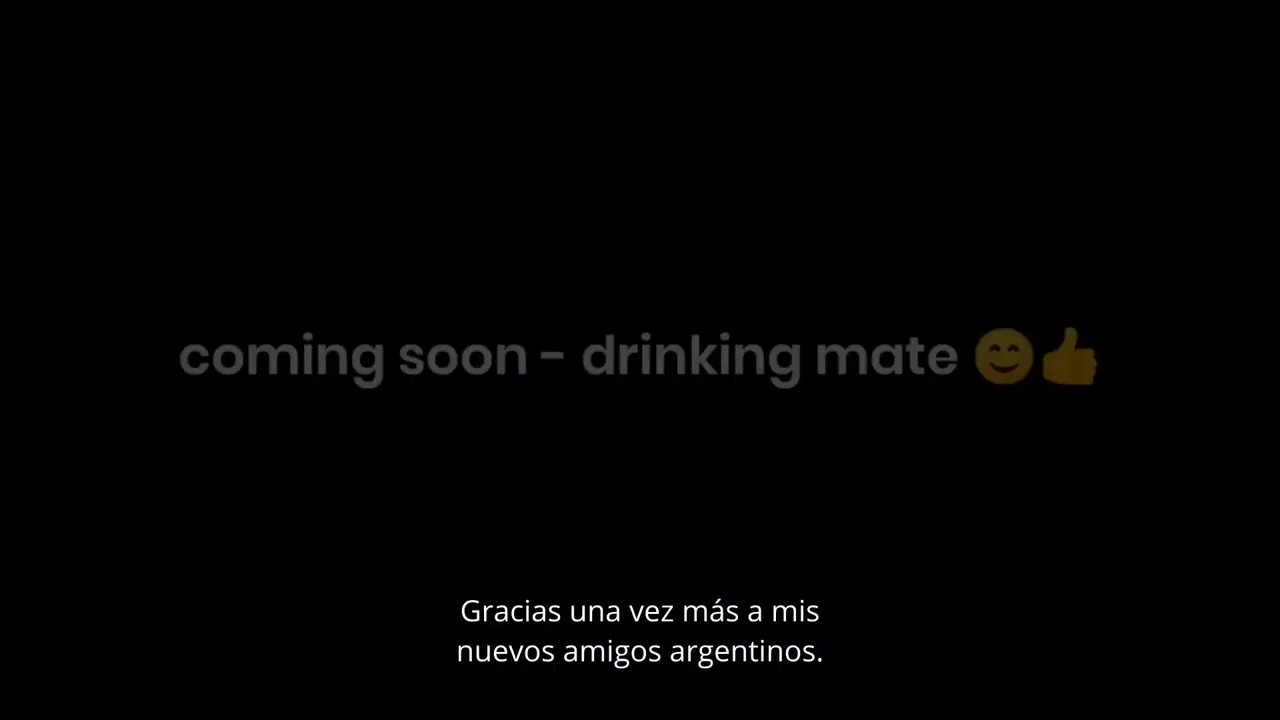 coming soon - drinking mate 😊👍
Gracias una vez más a mis
nuevos amigos argentinos.